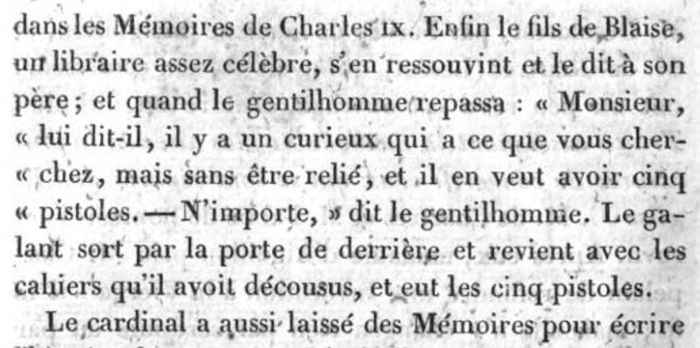 dans les Mémoires de Charles IX. Enfin le fils de Blaise,
un libraire assez célèbre, s'en ressouvint et le dit à son
père; et quand le gentilhomme repassa : « Monsieur,
« lui dit-il, il y a un curieux qui a ce que vous cher-
« chez, mais sans être relié, et il en veut avoir cinq
« pistoles. — N'importe, » dit le gentilhomme. Le ga-
lant sort par la porte de derrière et revient avec les
cahiers qu'il avoit décousus, et eut les cinq pistoles.
Le cardinal a aussi laissé des Mémoires pour écrire